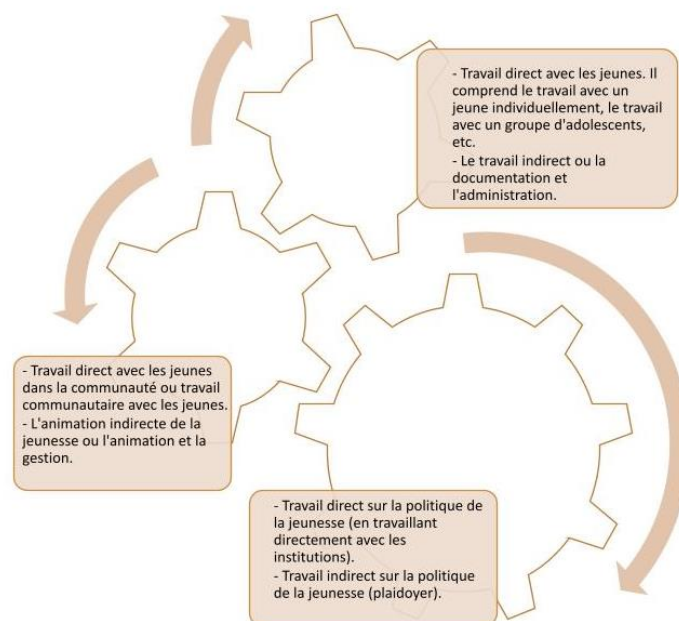 - Travail direct avec les jeunes. Il
comprend le travail avec un
jeune individuellement, le travail
avec un groupe d'adolescents,
etc.
- Le travail indirect ou la
documentation et
l'administration.
- Travail direct avec les jeunes
dans la communauté ou travail
communautaire avec les jeunes.
- L'animation indirecte de la
jeunesse ou l'animation et la
gestion.
- Travail direct sur la politique de
la jeunesse (en travaillant
directement avec les
institutions).
- Travail indirect sur la politique
de la jeunesse (plaidoyer).